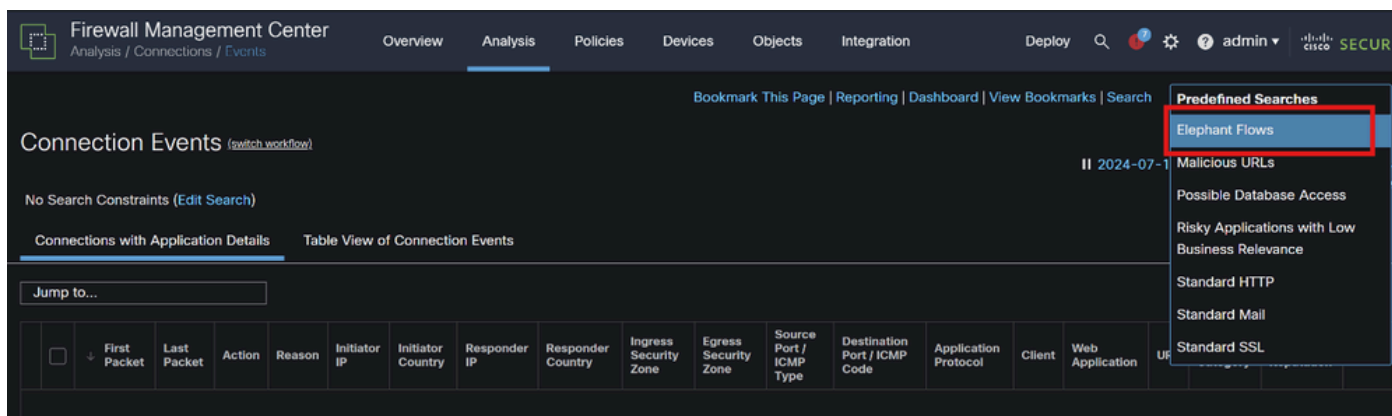 Firewall Management Center
Analysis / Connections / Events
Overview Analysis Policies Devices Objects Integration Deploy 7 admin cisco SECUR
Bookmark This Page | Reporting | Dashboard | View Bookmarks | Search
Predefined Searches
Elephant Flows
Malicious URLs
Possible Database Access
Risky Applications with Low
Business Relevance
Standard HTTP
Standard Mail
Standard SSL
Connection Events (switch workflow)
2024-07-1
No Search Constraints (Edit Search)
Connections with Application Details Table View of Connection Events
Jump to...
First Packet Last Packet Action Reason Initiator IP Initiator Country Responder IP Responder Country Ingress Security Zone Egress Security Zone Source Port / ICMP Type Destination Port / ICMP Code Application Protocol Client Web Application